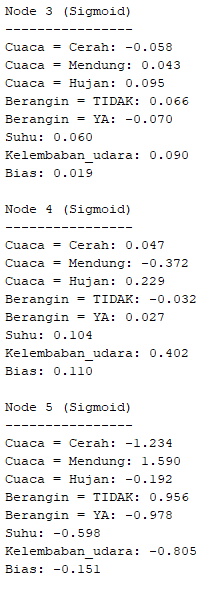 Node 3 (Sigmoid)
----------------
Cuaca = Cerah: -0.058
Cuaca = Mendung: 0.043
Cuaca = Hujan: 0.095
Berangin = TIDAK: 0.066
Berangin = YA: -0.070
Suhu: 0.060
Kelembaban_udara: 0.090
Bias: 0.019
Node 4 (Sigmoid)
----------------
Cuaca = Cerah: 0.047
Cuaca = Mendung: -0.372
Cuaca = Hujan: 0.229
Berangin = TIDAK: -0.032
Berangin = YA: 0.027
Suhu: 0.104
Kelembaban_udara: 0.402
Bias: 0.110
Node 5 (Sigmoid)
----------------
Cuaca = Cerah: -1.234
Cuaca = Mendung: 1.590
Cuaca = Hujan: -0.192
Berangin = TIDAK: 0.956
Berangin = YA: -0.978
Suhu: -0.598
Kelembaban_udara: -0.805
Bias: -0.151